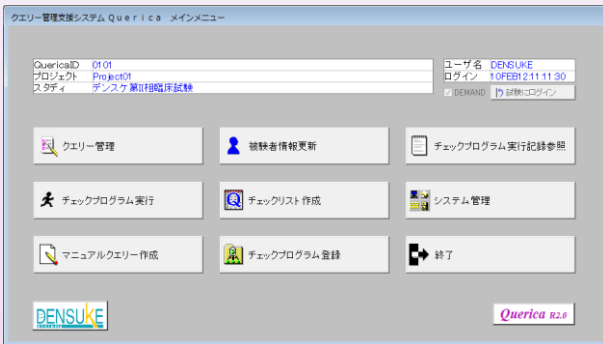 クエリー管理支援システム Querica メインメニュー
QuericaID 0101
プロジェクト Project01
スタディ デンスケ第II相臨床試験
ユーザ名 DENSUKE
ログイン 10FEB12:11:11:30
DEMAND 試験にログイン
クエリー管理 被験者情報更新 チェックプログラム実行記録参照
チェックプログラム実行 チェックリスト作成 システム管理
マニュアルクエリー作成 チェックプログラム登録 終了
DENSUKE Querica R2.0